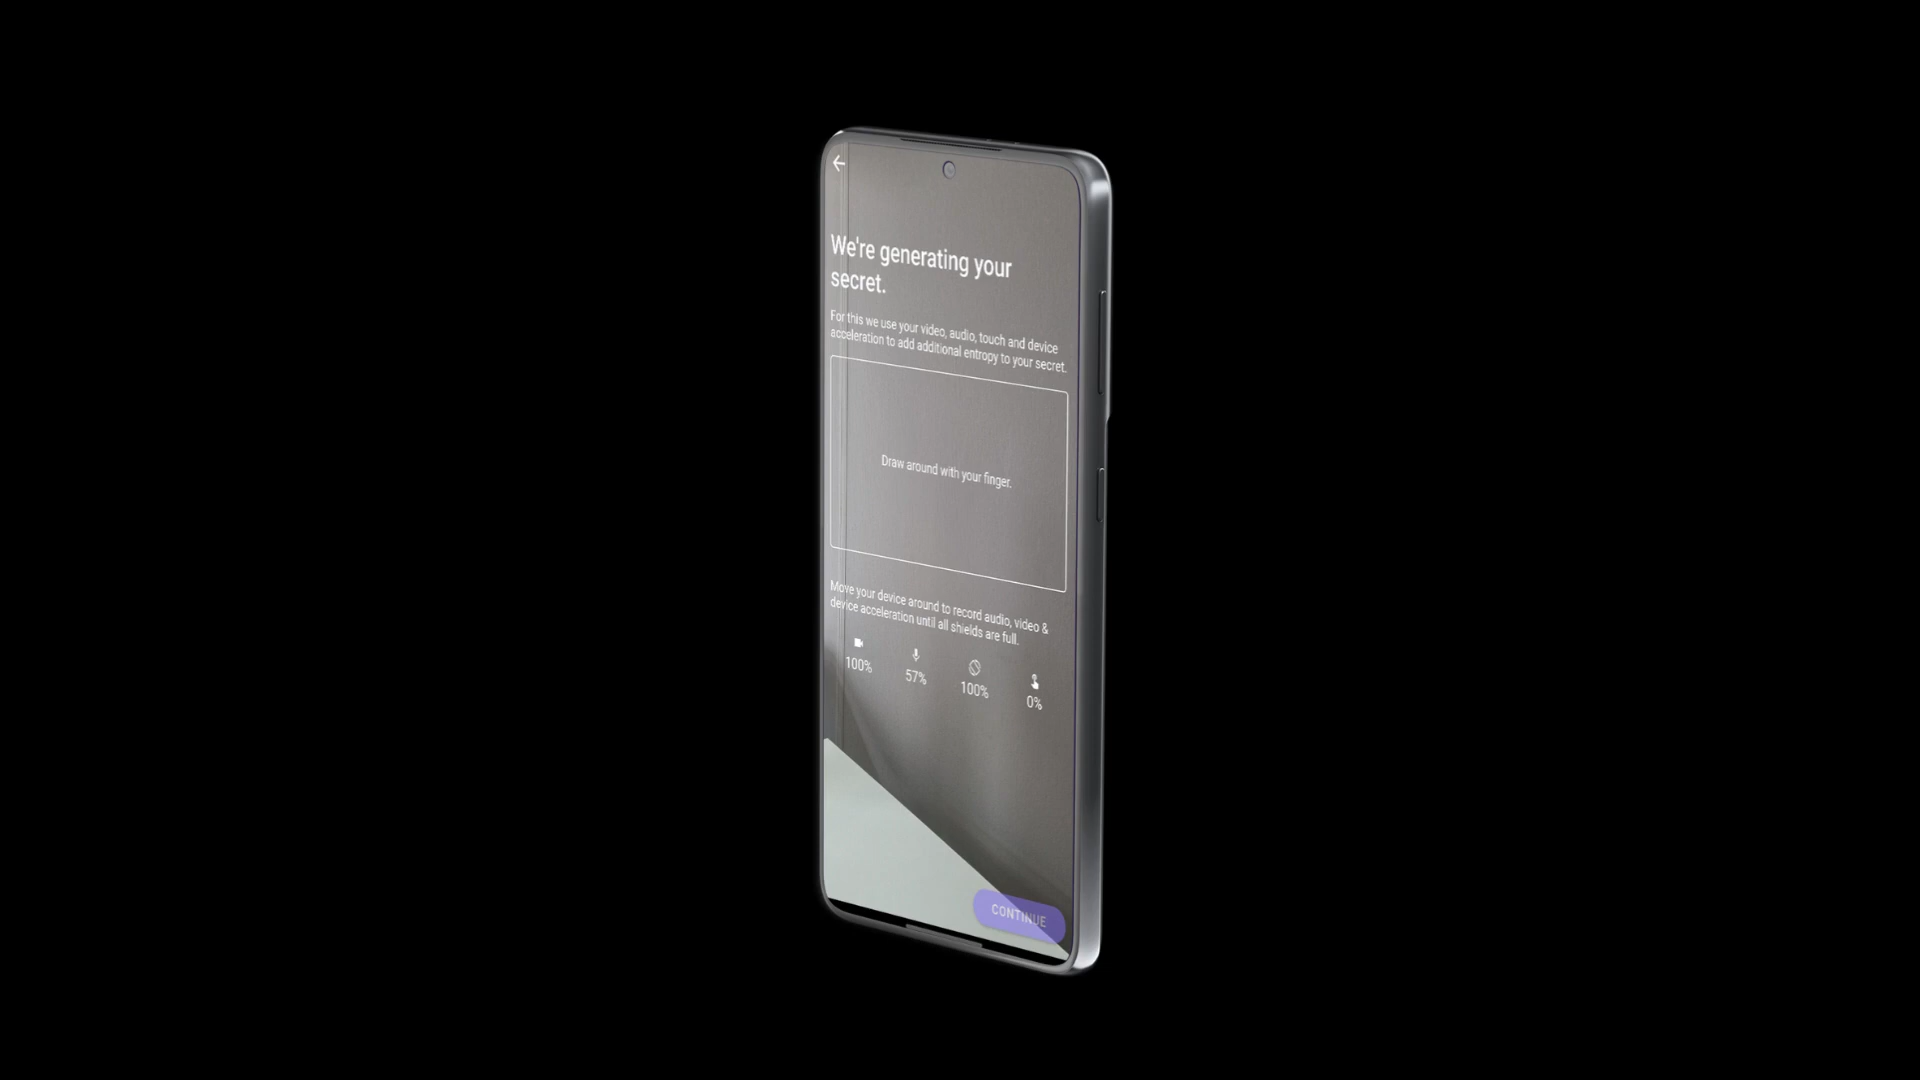 We're generating your
secret.
For this we use your video, audio, touch and device
acceleration to add additional entropy to your secret.
Draw around with your finger.
Move your device around to record audio, video &
device acceleration until all shields are full.
100%
57%
100%
0%
CONTINUE